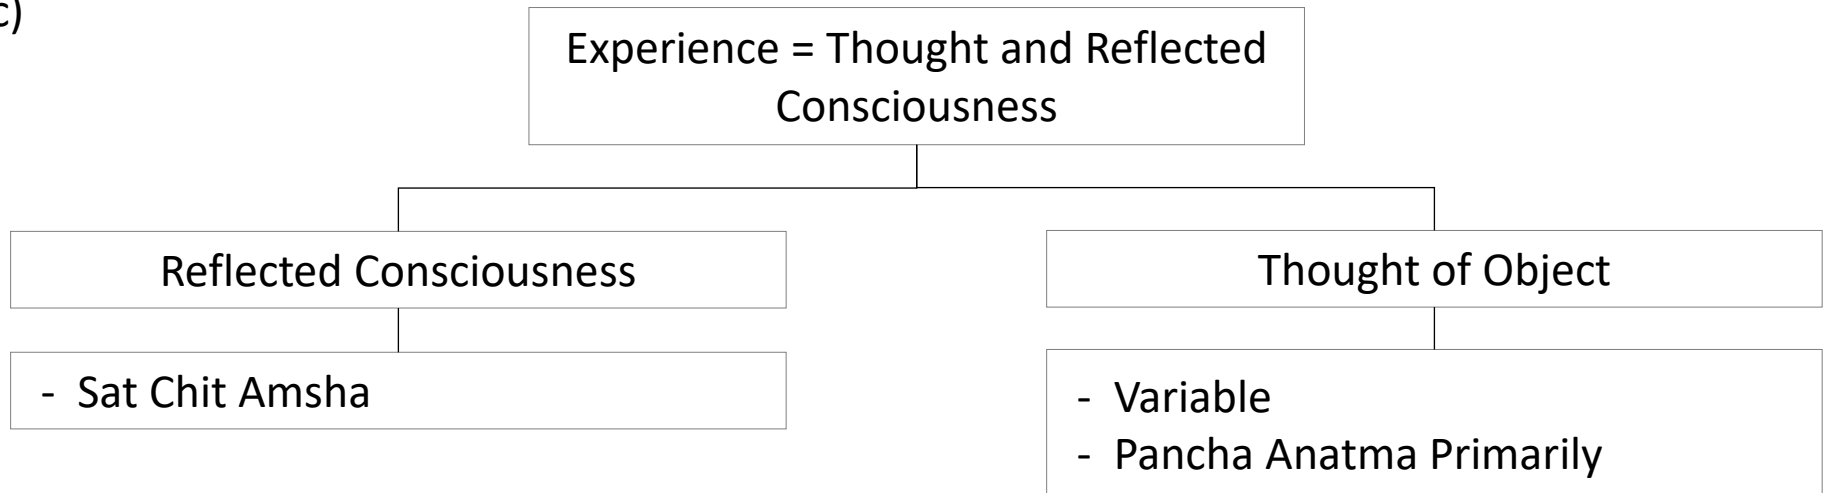 c)
Experience = Thought and Reflected
Consciousness
Reflected Consciousness
Thought of Object
- Sat Chit Amsha
- Variable
- Pancha Anatma Primarily